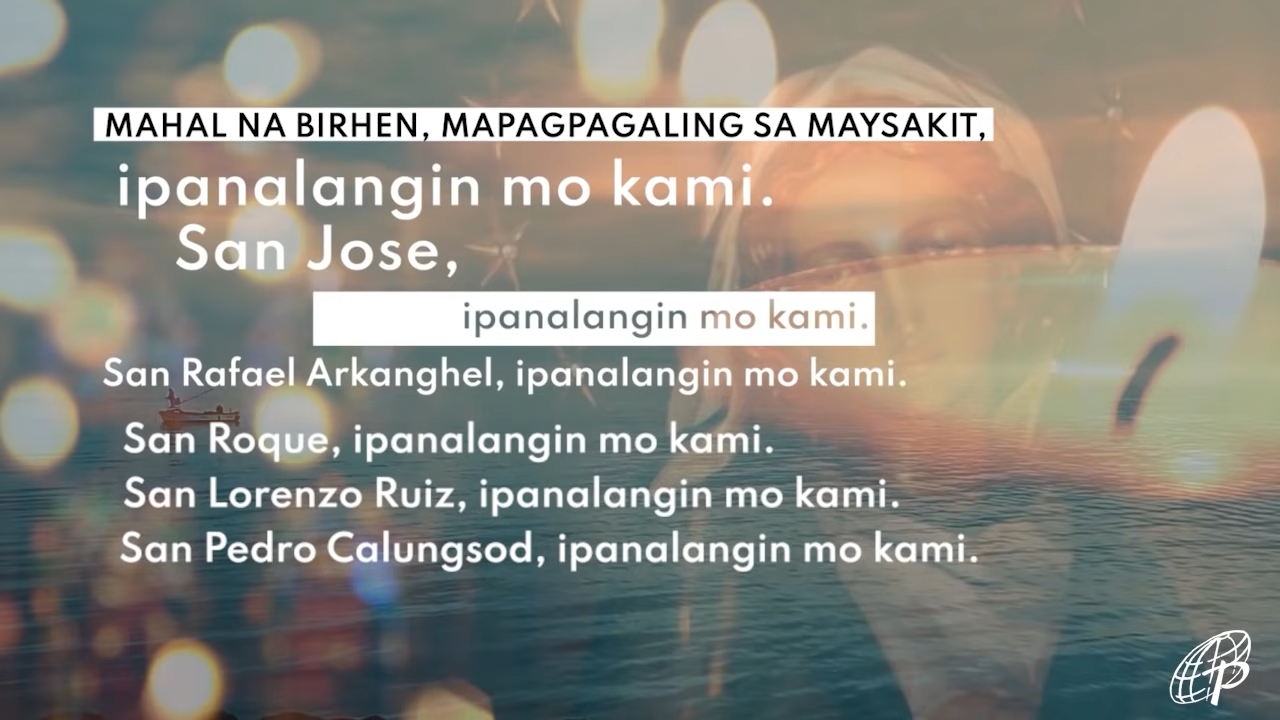 MAHAL NA BIRHEN, MAPAGPAGALING SA MAYSAKIT,
ipanalangin mo kami.
San Jose,
ipanalangin mo kami.
San Rafael Arkanghel, ipanalangin mo kami.
San Roque, ipanalangin mo kami.
San Lorenzo Ruiz, ipanalangin mo kami.
San Pedro Calungsod, ipanalangin mo kami.